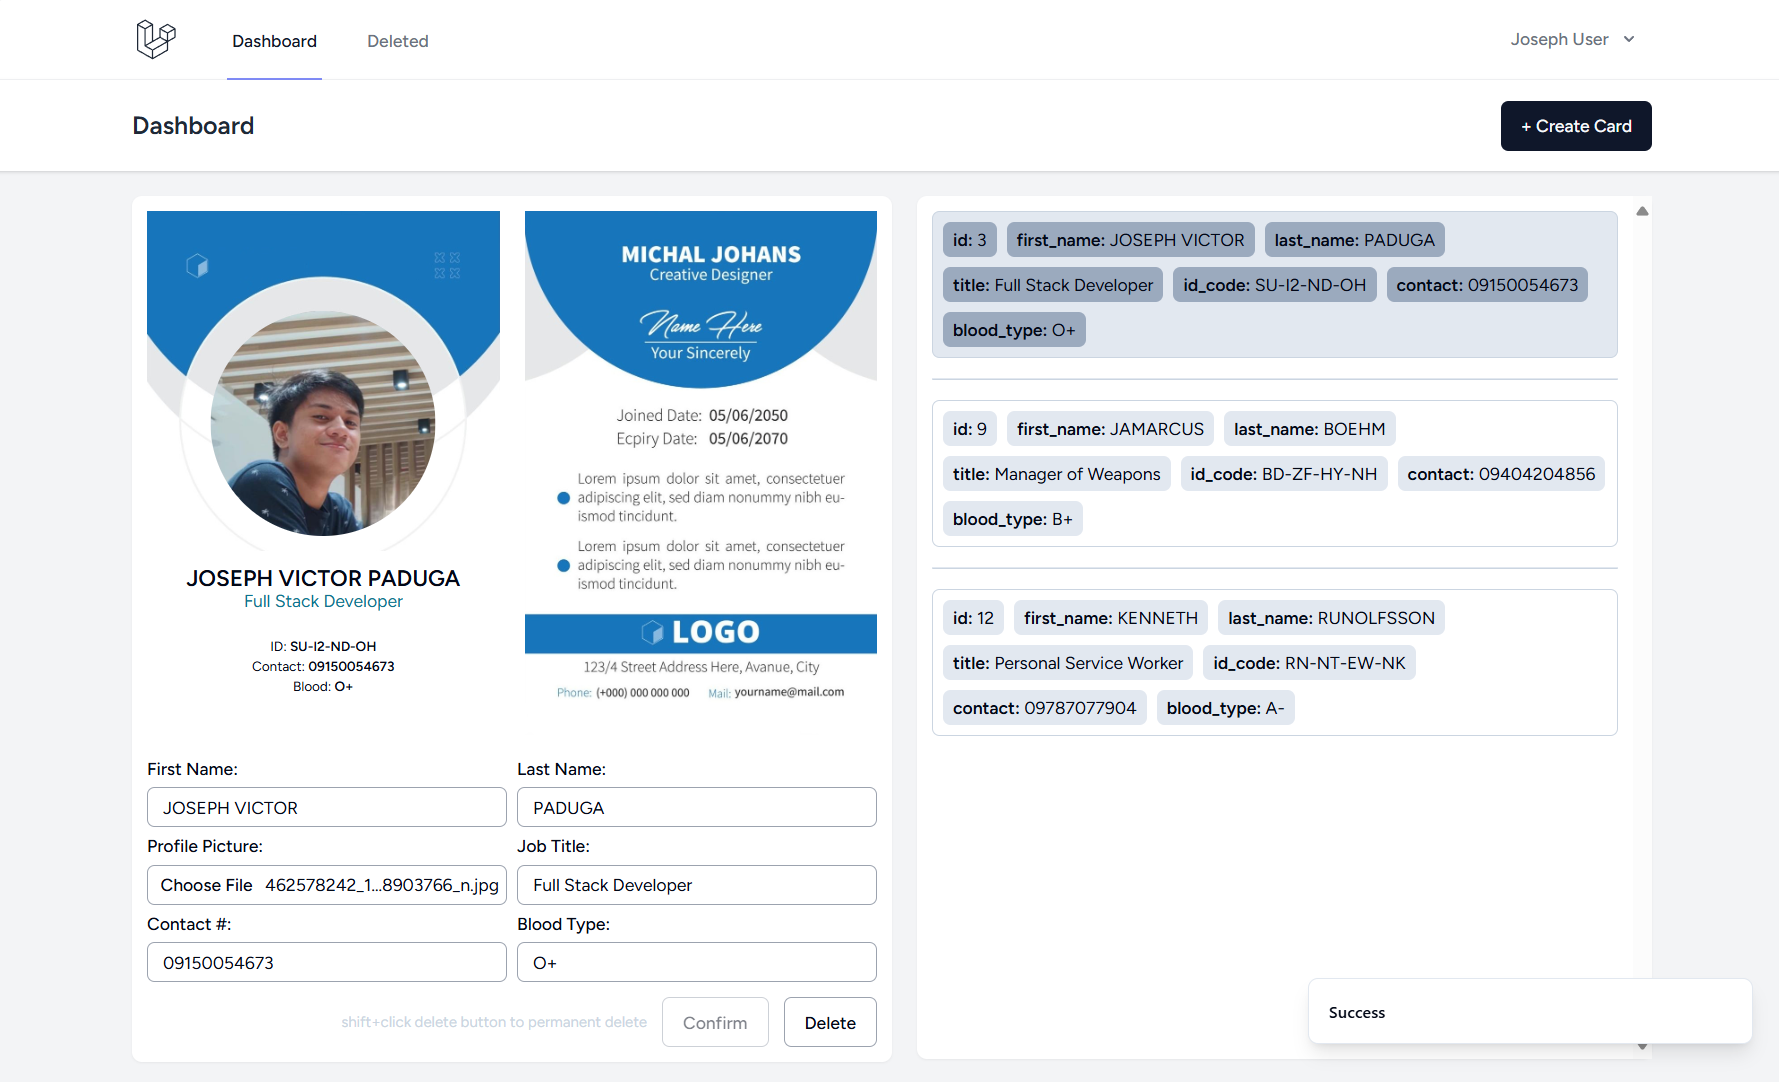 Dashboard
Deleted
Joseph User
Dashboard
+ Create Card
JOSEPH VICTOR PADUGA
Full Stack Developer
ID: SU-I2-ND-OH
Contact: 09150054673
Blood: O+
MICHAL JOHANS
Creative Designer
Name Here
Your Sincerely
Joined Date: 05/06/2050
Ecpiry Date: 05/06/2070
Lorem ipsum dolor sit amet, consectetuer
adipiscing elit, sed diam nonummy nibh eu-
ismod tincidunt.
Lorem ipsum dolor sit amet, consectetuer
adipiscing elit, sed diam nonummy nibh eu-
ismod tincidunt.
LOGO
123/4 Street Address Here, Avanue, City
Phone: (+000) 000 000 000 Mail: yourname@mail.com
First Name:
Last Name:
JOSEPH VICTOR
PADUGA
Profile Picture:
Job Title:
Choose File 462578242_1...8903766_n.jpg
Full Stack Developer
Contact #:
Blood Type:
09150054673
O+
shift+click delete button to permanent delete
Confirm
Delete
id: 3 first_name: JOSEPH VICTOR last_name: PADUGA
title: Full Stack Developer id_code: SU-I2-ND-OH contact: 09150054673
blood_type: O+
id: 9 first_name: JAMARCUS last_name: BOEHM
title: Manager of Weapons id_code: BD-ZF-HY-NH contact: 09404204856
blood_type: B+
id: 12 first_name: KENNETH last_name: RUNOLFSSON
title: Personal Service Worker id_code: RN-NT-EW-NK
contact: 09787077904 blood_type: A-
Success